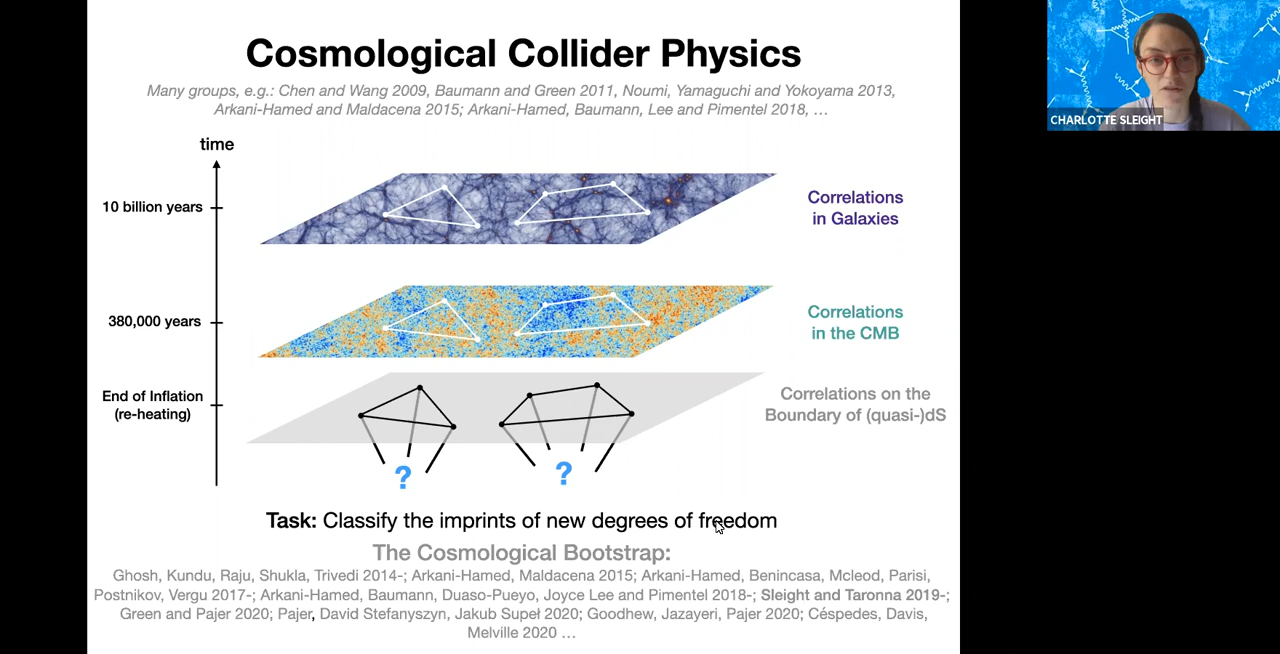 Cosmological Collider Physics
Many groups, e.g.: Chen and Wang 2009, Baumann and Green 2011, Noumi, Yamaguchi and Yokoyama 2013,
Arkani-Hamed and Maldacena 2015; Arkani-Hamed, Baumann, Lee and Pimentel 2018, …
CHARLOTTE SLEIGHT
time
10 billion years
Correlations
in Galaxies
380,000 years
Correlations
in the CMB
End of Inflation
(re-heating)
Correlations on the
Boundary of (quasi-)dS
? ?
Task: Classify the imprints of new degrees of freedom
The Cosmological Bootstrap:
Ghosh, Kundu, Raju, Shukla, Trivedi 2014-; Arkani-Hamed, Maldacena 2015; Arkani-Hamed, Benincasa, Mcleod, Parisi,
Postnikov, Vergu 2017-; Arkani-Hamed, Baumann, Duaso-Pueyo, Joyce Lee and Pimentel 2018-; Sleight and Taronna 2019-;
Green and Pajer 2020; Pajer, David Stefanyszyn, Jakub Supeł 2020; Goodhew, Jazayeri, Pajer 2020; Céspedes, Davis,
Melville 2020 …